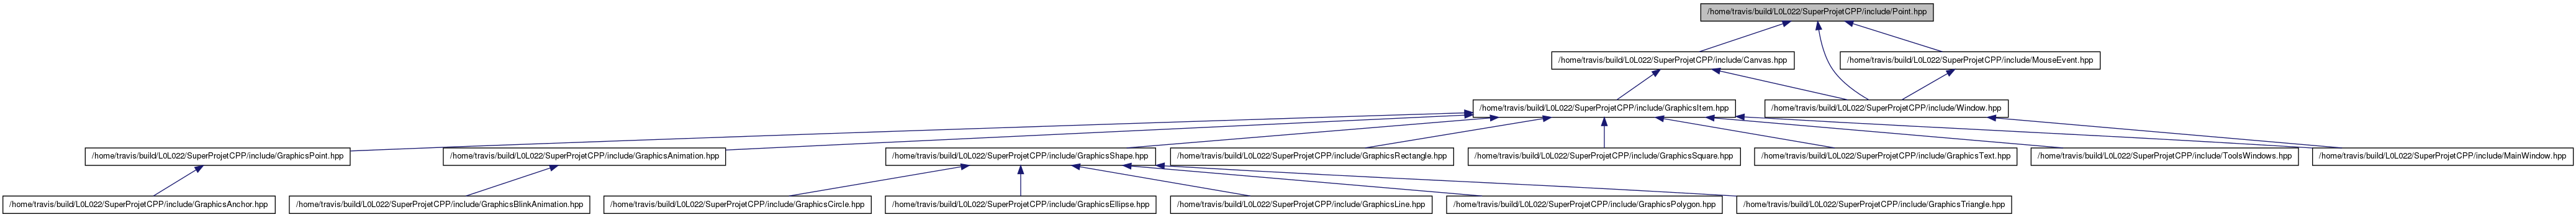 /home/travis/build/L0L022/SuperProjetCPP/include/Point.hpp
/home/travis/build/L0L022/SuperProjetCPP/include/Canvas.hpp
/home/travis/build/L0L022/SuperProjetCPP/include/MouseEvent.hpp
/home/travis/build/L0L022/SuperProjetCPP/include/GraphicsItem.hpp
/home/travis/build/L0L022/SuperProjetCPP/include/Window.hpp
/home/travis/build/L0L022/SuperProjetCPP/include/GraphicsPoint.hpp
/home/travis/build/L0L022/SuperProjetCPP/include/GraphicsAnimation.hpp
/home/travis/build/L0L022/SuperProjetCPP/include/GraphicsShape.hpp
/home/travis/build/L0L022/SuperProjetCPP/include/GraphicsRectangle.hpp
/home/travis/build/L0L022/SuperProjetCPP/include/GraphicsSquare.hpp
/home/travis/build/L0L022/SuperProjetCPP/include/GraphicsText.hpp
/home/travis/build/L0L022/SuperProjetCPP/include/ToolsWindows.hpp
/home/travis/build/L0L022/SuperProjetCPP/include/MainWindow.hpp
/home/travis/build/L0L022/SuperProjetCPP/include/GraphicsAnchor.hpp
/home/travis/build/L0L022/SuperProjetCPP/include/GraphicsBlinkAnimation.hpp
/home/travis/build/L0L022/SuperProjetCPP/include/GraphicsCircle.hpp
/home/travis/build/L0L022/SuperProjetCPP/include/GraphicsEllipse.hpp
/home/travis/build/L0L022/SuperProjetCPP/include/GraphicsLine.hpp
/home/travis/build/L0L022/SuperProjetCPP/include/GraphicsPolygon.hpp
/home/travis/build/L0L022/SuperProjetCPP/include/GraphicsTriangle.hpp